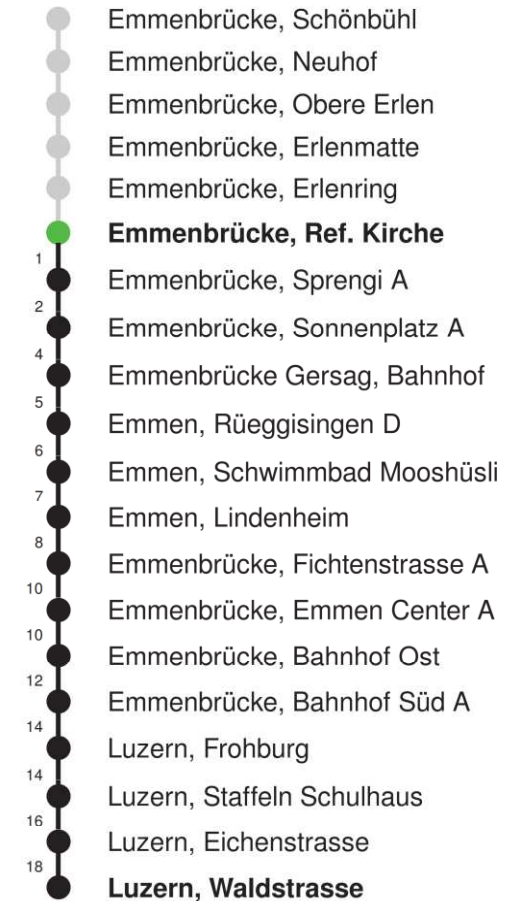 Emmenbrücke, Schönbühl
Emmenbrücke, Neuhof
Emmenbrücke, Obere Erlen
Emmenbrücke, Erlenmatte
Emmenbrücke, Erlenring
Emmenbrücke, Ref. Kirche
1
Emmenbrücke, Sprengi A
2
Emmenbrücke, Sonnenplatz A
4
Emmenbrücke Gersag, Bahnhof
5
Emmen, Rüeggisingen D
6
Emmen, Schwimmbad Mooshüsli
7
Emmen, Lindenheim
8
Emmenbrücke, Fichtenstrasse A
10
Emmenbrücke, Emmen Center A
10
Emmenbrücke, Bahnhof Ost
12
Emmenbrücke, Bahnhof Süd A
14
Luzern, Frohburg
14
Luzern, Staffeln Schulhaus
16
Luzern, Eichenstrasse
18
Luzern, Waldstrasse